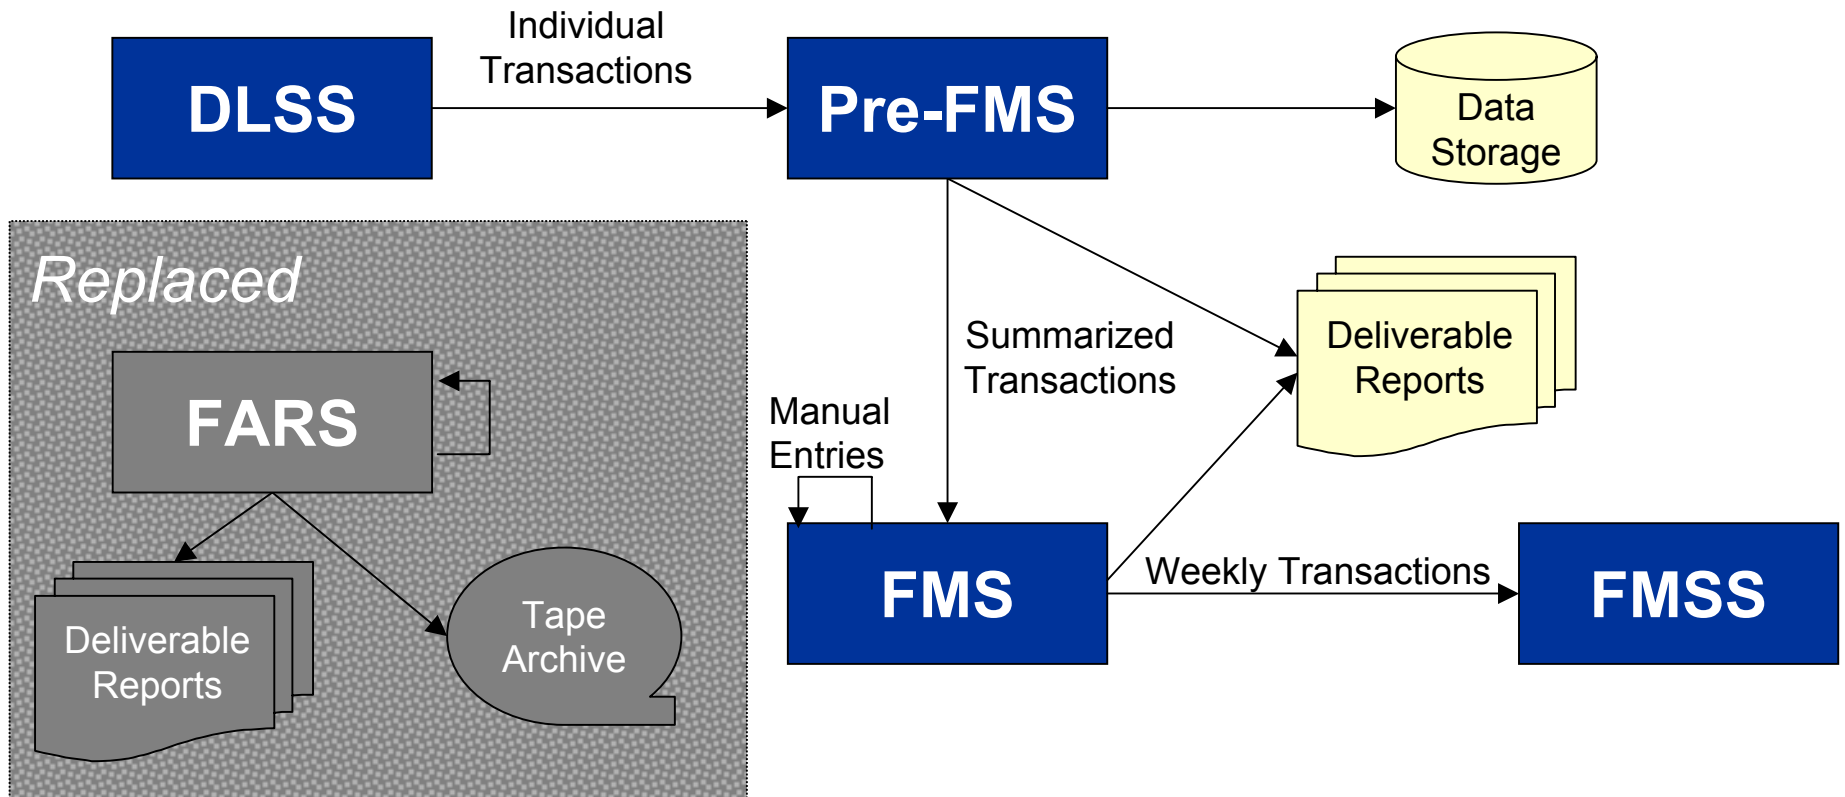 Individual
Transactions
DLSS
Pre-FMS
Data
Storage
Replaced
FARS
Deliverable
Reports
Tape
Archive
Summarized
Transactions
Deliverable
Reports
Manual
Entries
FMS
Weekly Transactions
FMSS